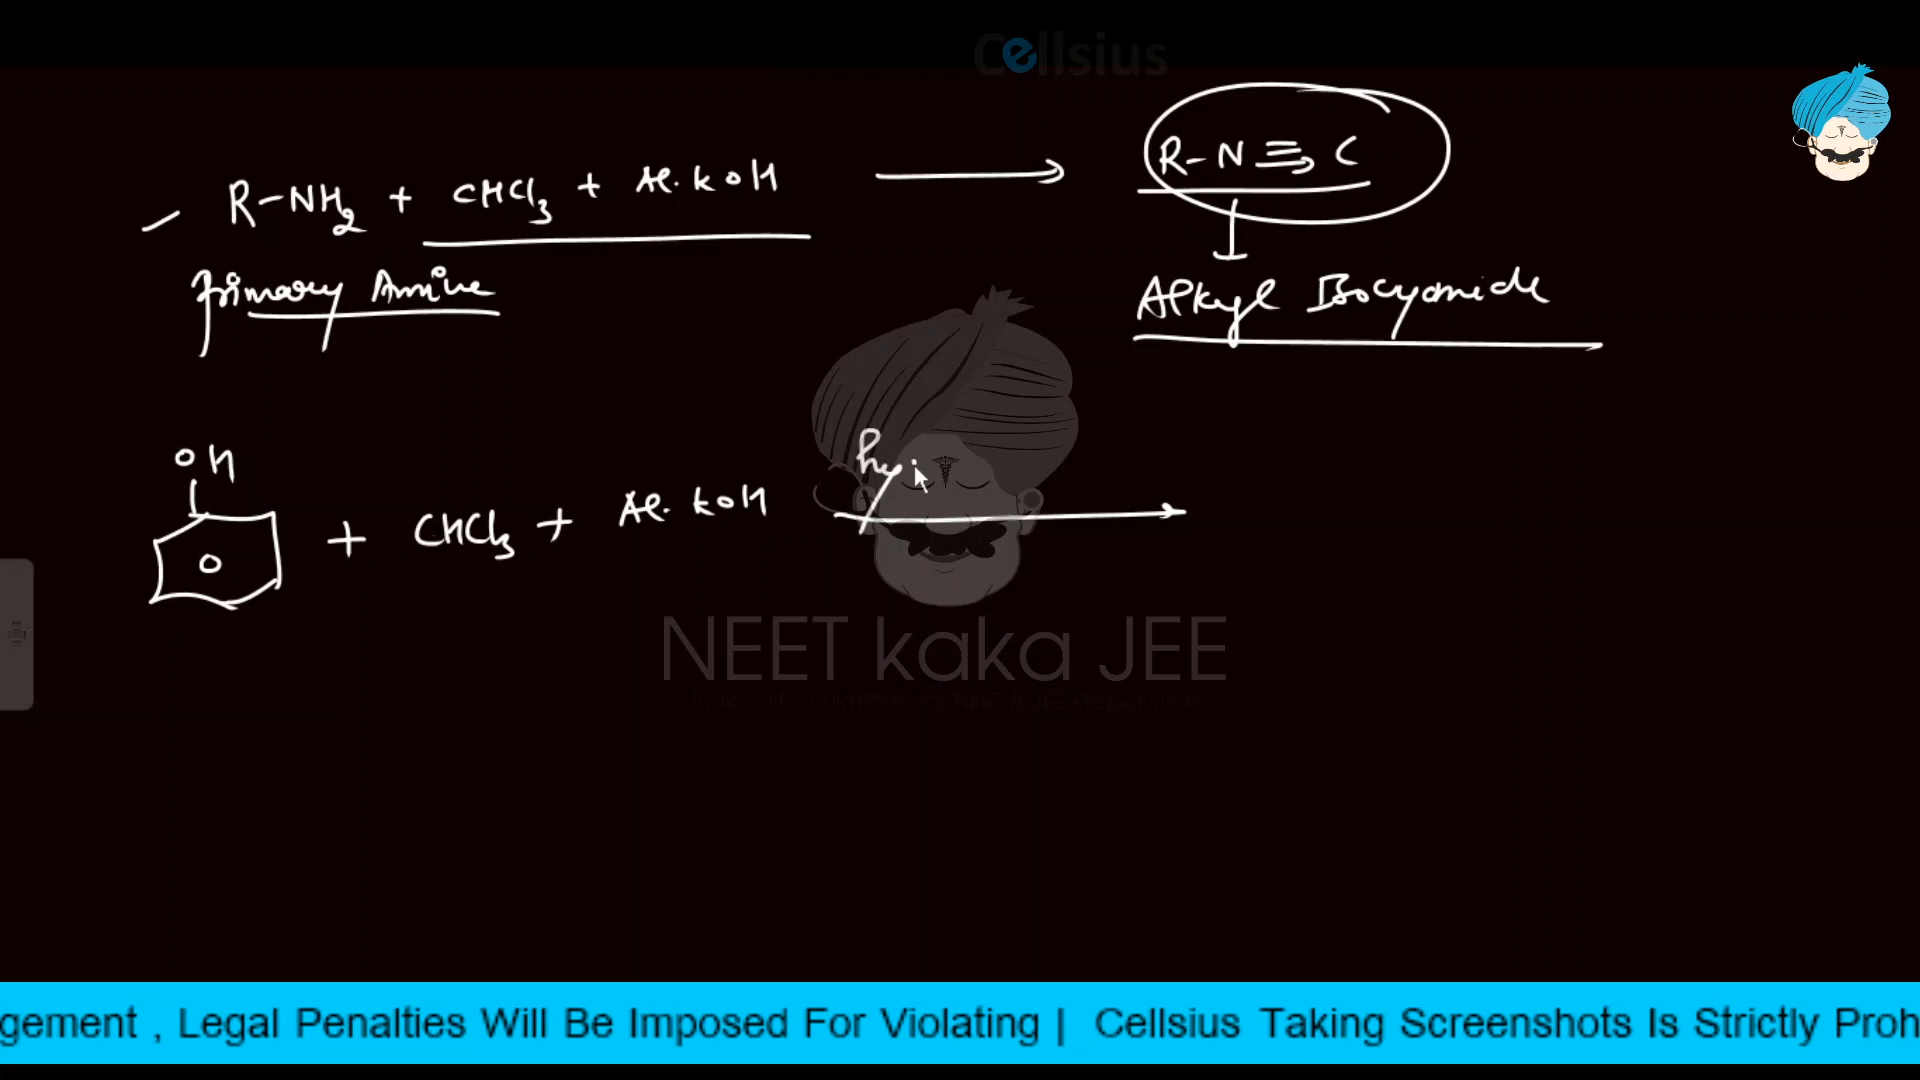 Cellsius
R-NH2 + CHCl3 + Al. KOH → R-N≡C
Primary Amine
Alkyl Isocyanide
OH
+ CHCl3 + Al. KOH hy. →
NEET kaka JEE
gement , Legal Penalties Will Be Imposed For Violating | Cellsius Taking Screenshots Is Strictly Proh